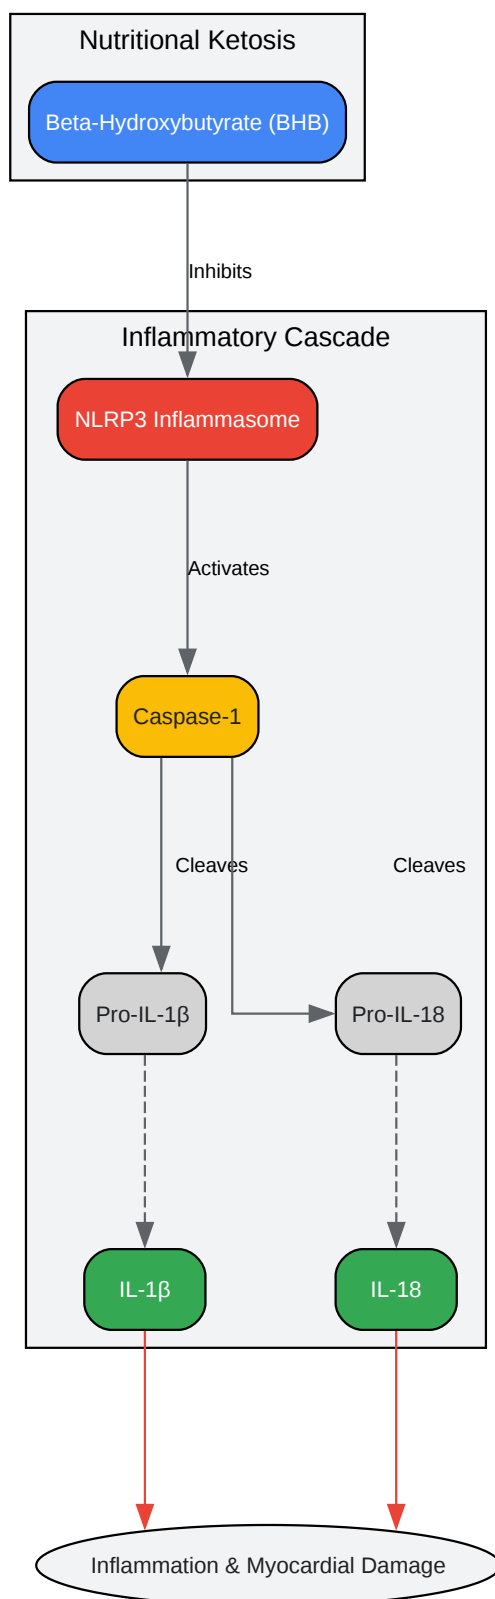 Nutritional Ketosis
Beta-Hydroxybutyrate (BHB)
Inhibits
Inflammatory Cascade
NLRP3 Inflammasome
Activates
Caspase-1
Cleaves
Cleaves
Pro-IL-1β
Pro-IL-18
IL-1β
IL-18
Inflammation & Myocardial Damage